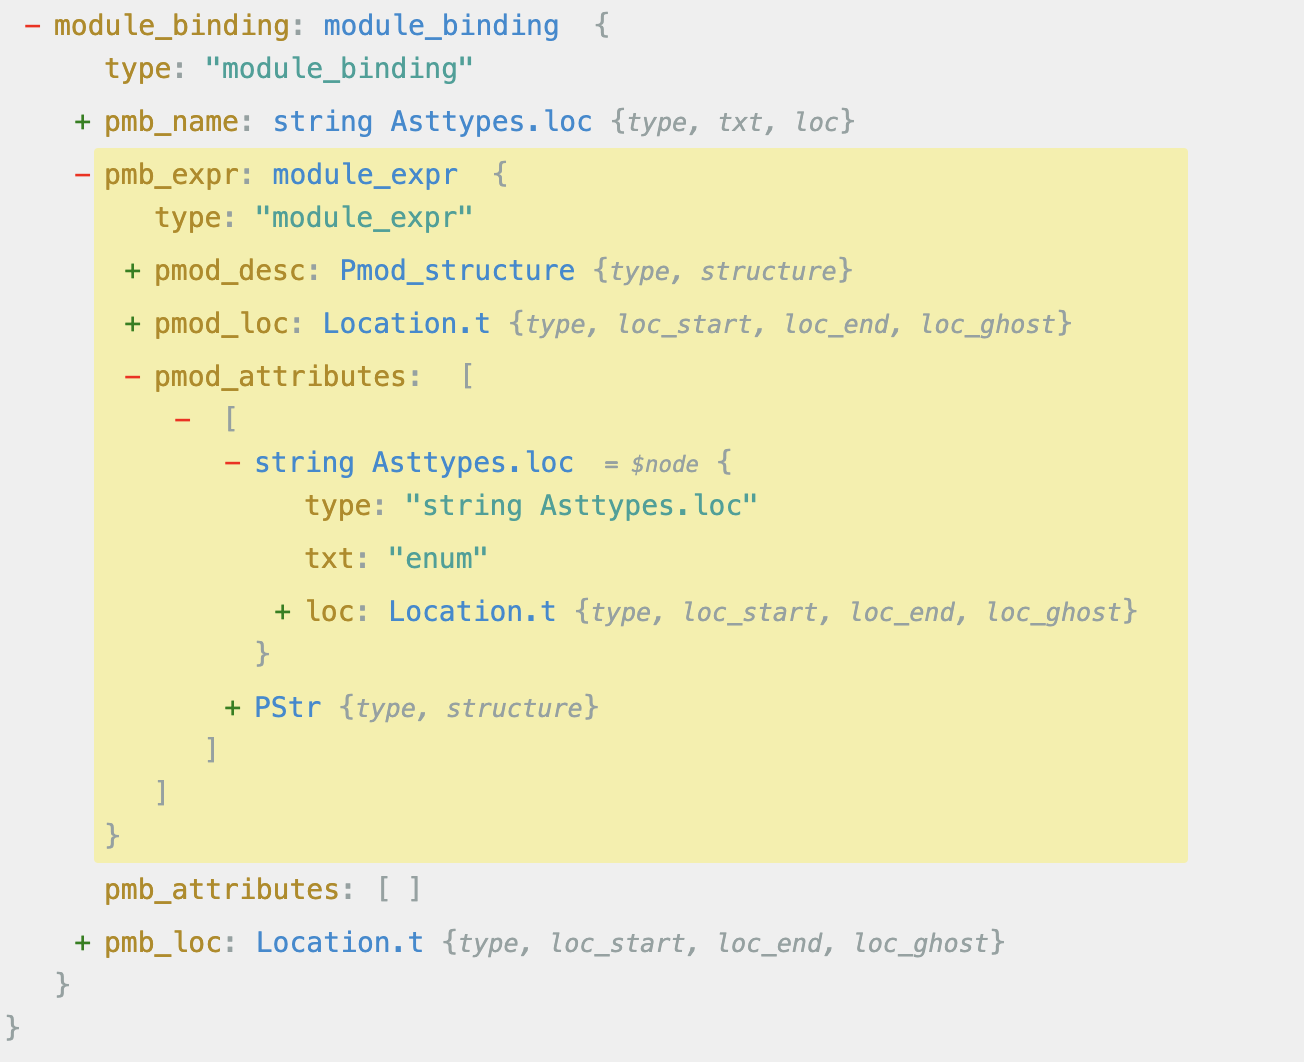 − module_binding: module_binding {
type: "module_binding"
+ pmb_name: string Asttypes.loc {type, txt, loc}
− pmb_expr: module_expr {
type: "module_expr"
+ pmod_desc: Pmod_structure {type, structure}
+ pmod_loc: Location.t {type, loc_start, loc_end, loc_ghost}
− pmod_attributes: [
− [
− string Asttypes.loc = $node {
type: "string Asttypes.loc"
txt: "enum"
+ loc: Location.t {type, loc_start, loc_end, loc_ghost}
}
+ PStr {type, structure}
]
]
}
pmb_attributes: [ ]
+ pmb_loc: Location.t {type, loc_start, loc_end, loc_ghost}
}
}